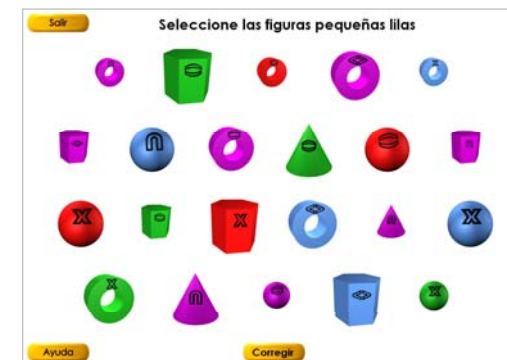 Salir
Seleccione las figuras pequeñas lilas
X
X
X
X
X
X
Ayuda
Corregir